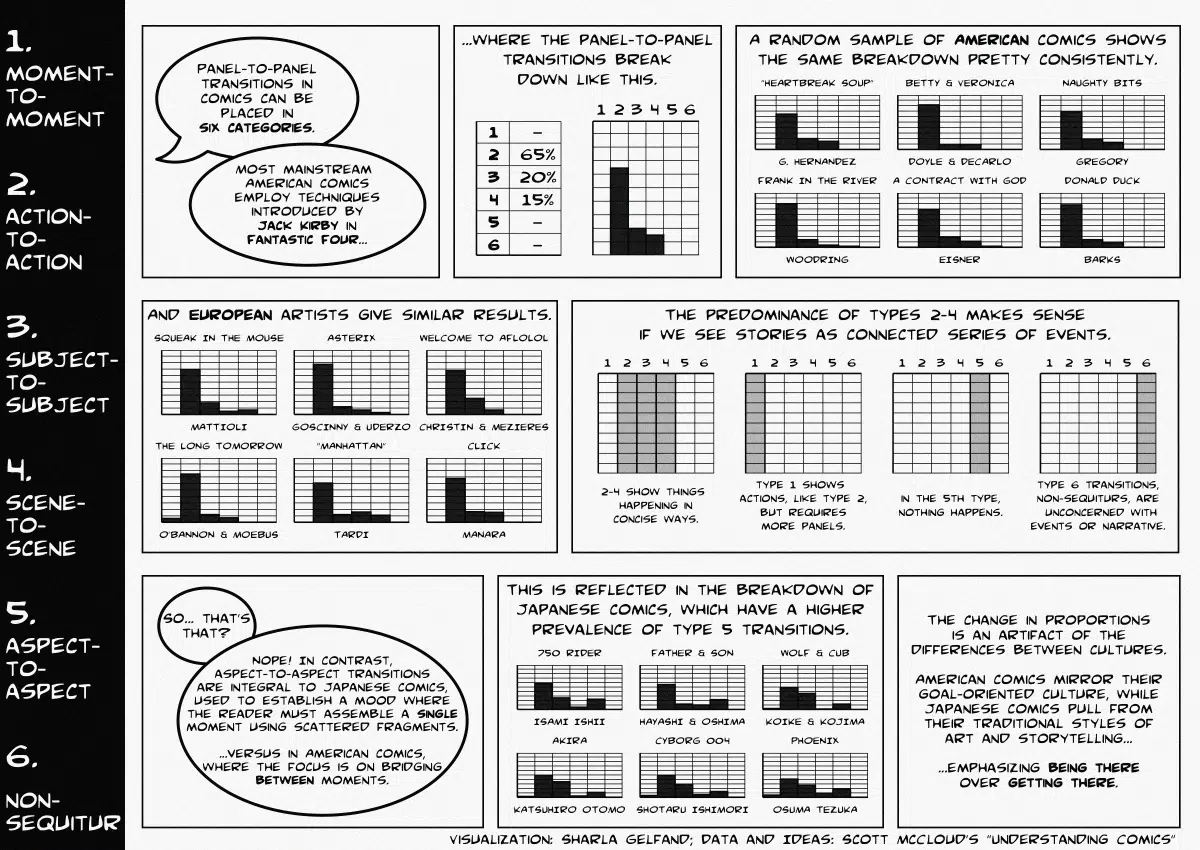 1.
MOMENT-
TO-
MOMENT
2.
ACTION-
TO-
ACTION
3.
SUBJECT-
TO-
SUBJECT
4.
SCENE-
TO-
SCENE
5.
ASPECT-
TO-
ASPECT
6.
NON-
SEQUITUR
PANEL-TO-PANEL
TRANSITIONS IN
COMICS CAN BE
PLACED IN
SIX CATEGORIES.
MOST MAINSTREAM
AMERICAN COMICS
EMPLOY TECHNIQUES
INTRODUCED BY
JACK KIRBY IN
FANTASTIC FOUR...
...WHERE THE PANEL-TO-PANEL
TRANSITIONS BREAK
DOWN LIKE THIS.
1 2 3 4 5 6
1 –
2 65%
3 20%
4 15%
5 –
6 –
A RANDOM SAMPLE OF AMERICAN COMICS SHOWS
THE SAME BREAKDOWN PRETTY CONSISTENTLY.
"HEARTBREAK SOUP" BETTY & VERONICA NAUGHTY BITS
G. HERNANDEZ DOYLE & DECARLO GREGORY
FRANK IN THE RIVER A CONTRACT WITH GOD DONALD DUCK
WOODRING EISNER BARKS
AND EUROPEAN ARTISTS GIVE SIMILAR RESULTS.
SQUEAK IN THE MOUSE ASTERIX WELCOME TO AFLOLOL
MATTIOLI GOSCINNY & UDERZO CHRISTIN & MEZIERES
THE LONG TOMORROW "MANHATTAN" CLICK
O'BANNON & MOEBUS TARDI MANARA
THE PREDOMINANCE OF TYPES 2-4 MAKES SENSE
IF WE SEE STORIES AS CONNECTED SERIES OF EVENTS.
1 2 3 4 5 6 1 2 3 4 5 6 1 2 3 4 5 6 1 2 3 4 5 6
2-4 SHOW THINGS
HAPPENING IN
CONCISE WAYS.
TYPE 1 SHOWS
ACTIONS, LIKE TYPE 2,
BUT REQUIRES
MORE PANELS.
IN THE 5TH TYPE,
NOTHING HAPPENS.
TYPE 6 TRANSITIONS,
NON-SEQUITURS, ARE
UNCONCERNED WITH
EVENTS OR NARRATIVE.
SO... THAT'S
THAT?
NOPE! IN CONTRAST,
ASPECT-TO-ASPECT TRANSITIONS
ARE INTEGRAL TO JAPANESE COMICS,
USED TO ESTABLISH A MOOD WHERE
THE READER MUST ASSEMBLE A SINGLE
MOMENT USING SCATTERED FRAGMENTS.
...VERSUS IN AMERICAN COMICS,
WHERE THE FOCUS IS ON BRIDGING
BETWEEN MOMENTS.
THIS IS REFLECTED IN THE BREAKDOWN OF
JAPANESE COMICS, WHICH HAVE A HIGHER
PREVALENCE OF TYPE 5 TRANSITIONS.
750 RIDER FATHER & SON WOLF & CUB
ISAMI ISHII HAYASHI & OSHIMA KOIKE & KOJIMA
AKIRA CYBORG 004 PHOENIX
KATSUHIRO OTOMO SHOTARU ISHIMORI OSUMA TEZUKA
THE CHANGE IN PROPORTIONS
IS AN ARTIFACT OF THE
DIFFERENCES BETWEEN CULTURES.
AMERICAN COMICS MIRROR THEIR
GOAL-ORIENTED CULTURE, WHILE
JAPANESE COMICS PULL FROM
THEIR TRADITIONAL STYLES OF
ART AND STORYTELLING...
...EMPHASIZING BEING THERE
OVER GETTING THERE.
VISUALIZATION: SHARLA GELFAND; DATA AND IDEAS: SCOTT MCCLOUD'S "UNDERSTANDING COMICS"